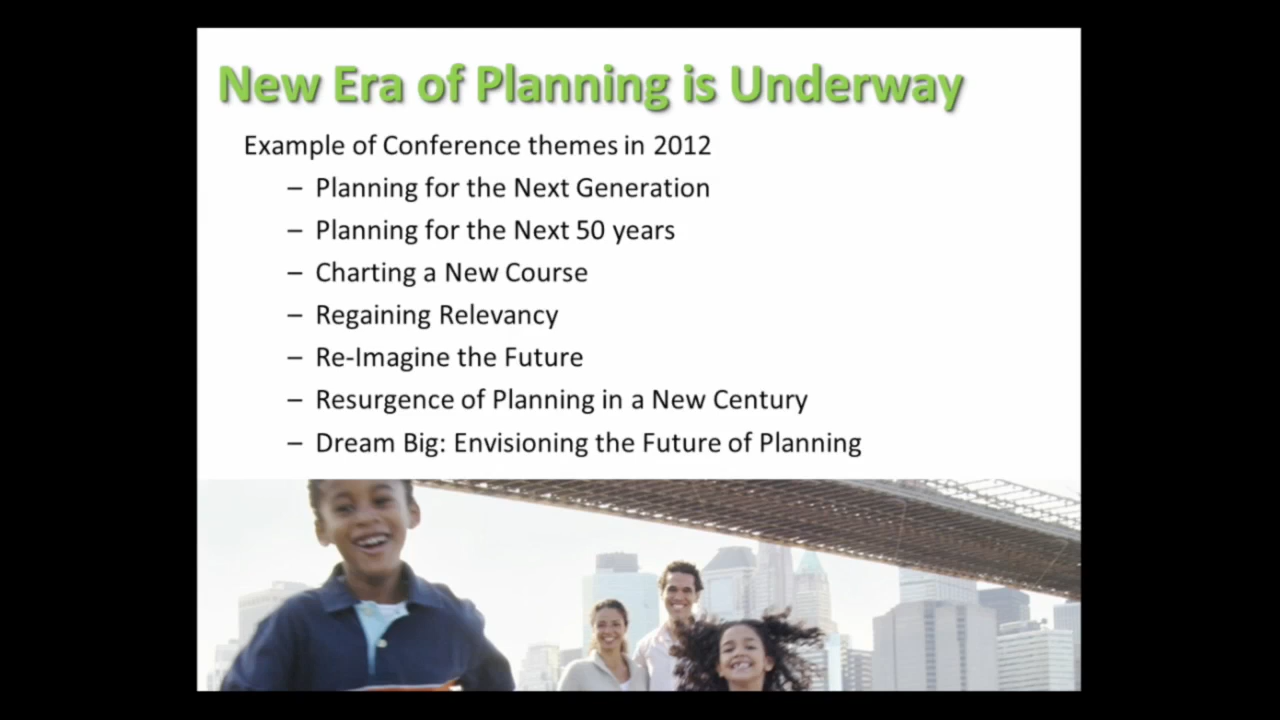 New Era of Planning is Underway
Example of Conference themes in 2012
– Planning for the Next Generation
– Planning for the Next 50 years
– Charting a New Course
– Regaining Relevancy
– Re-Imagine the Future
– Resurgence of Planning in a New Century
– Dream Big: Envisioning the Future of Planning